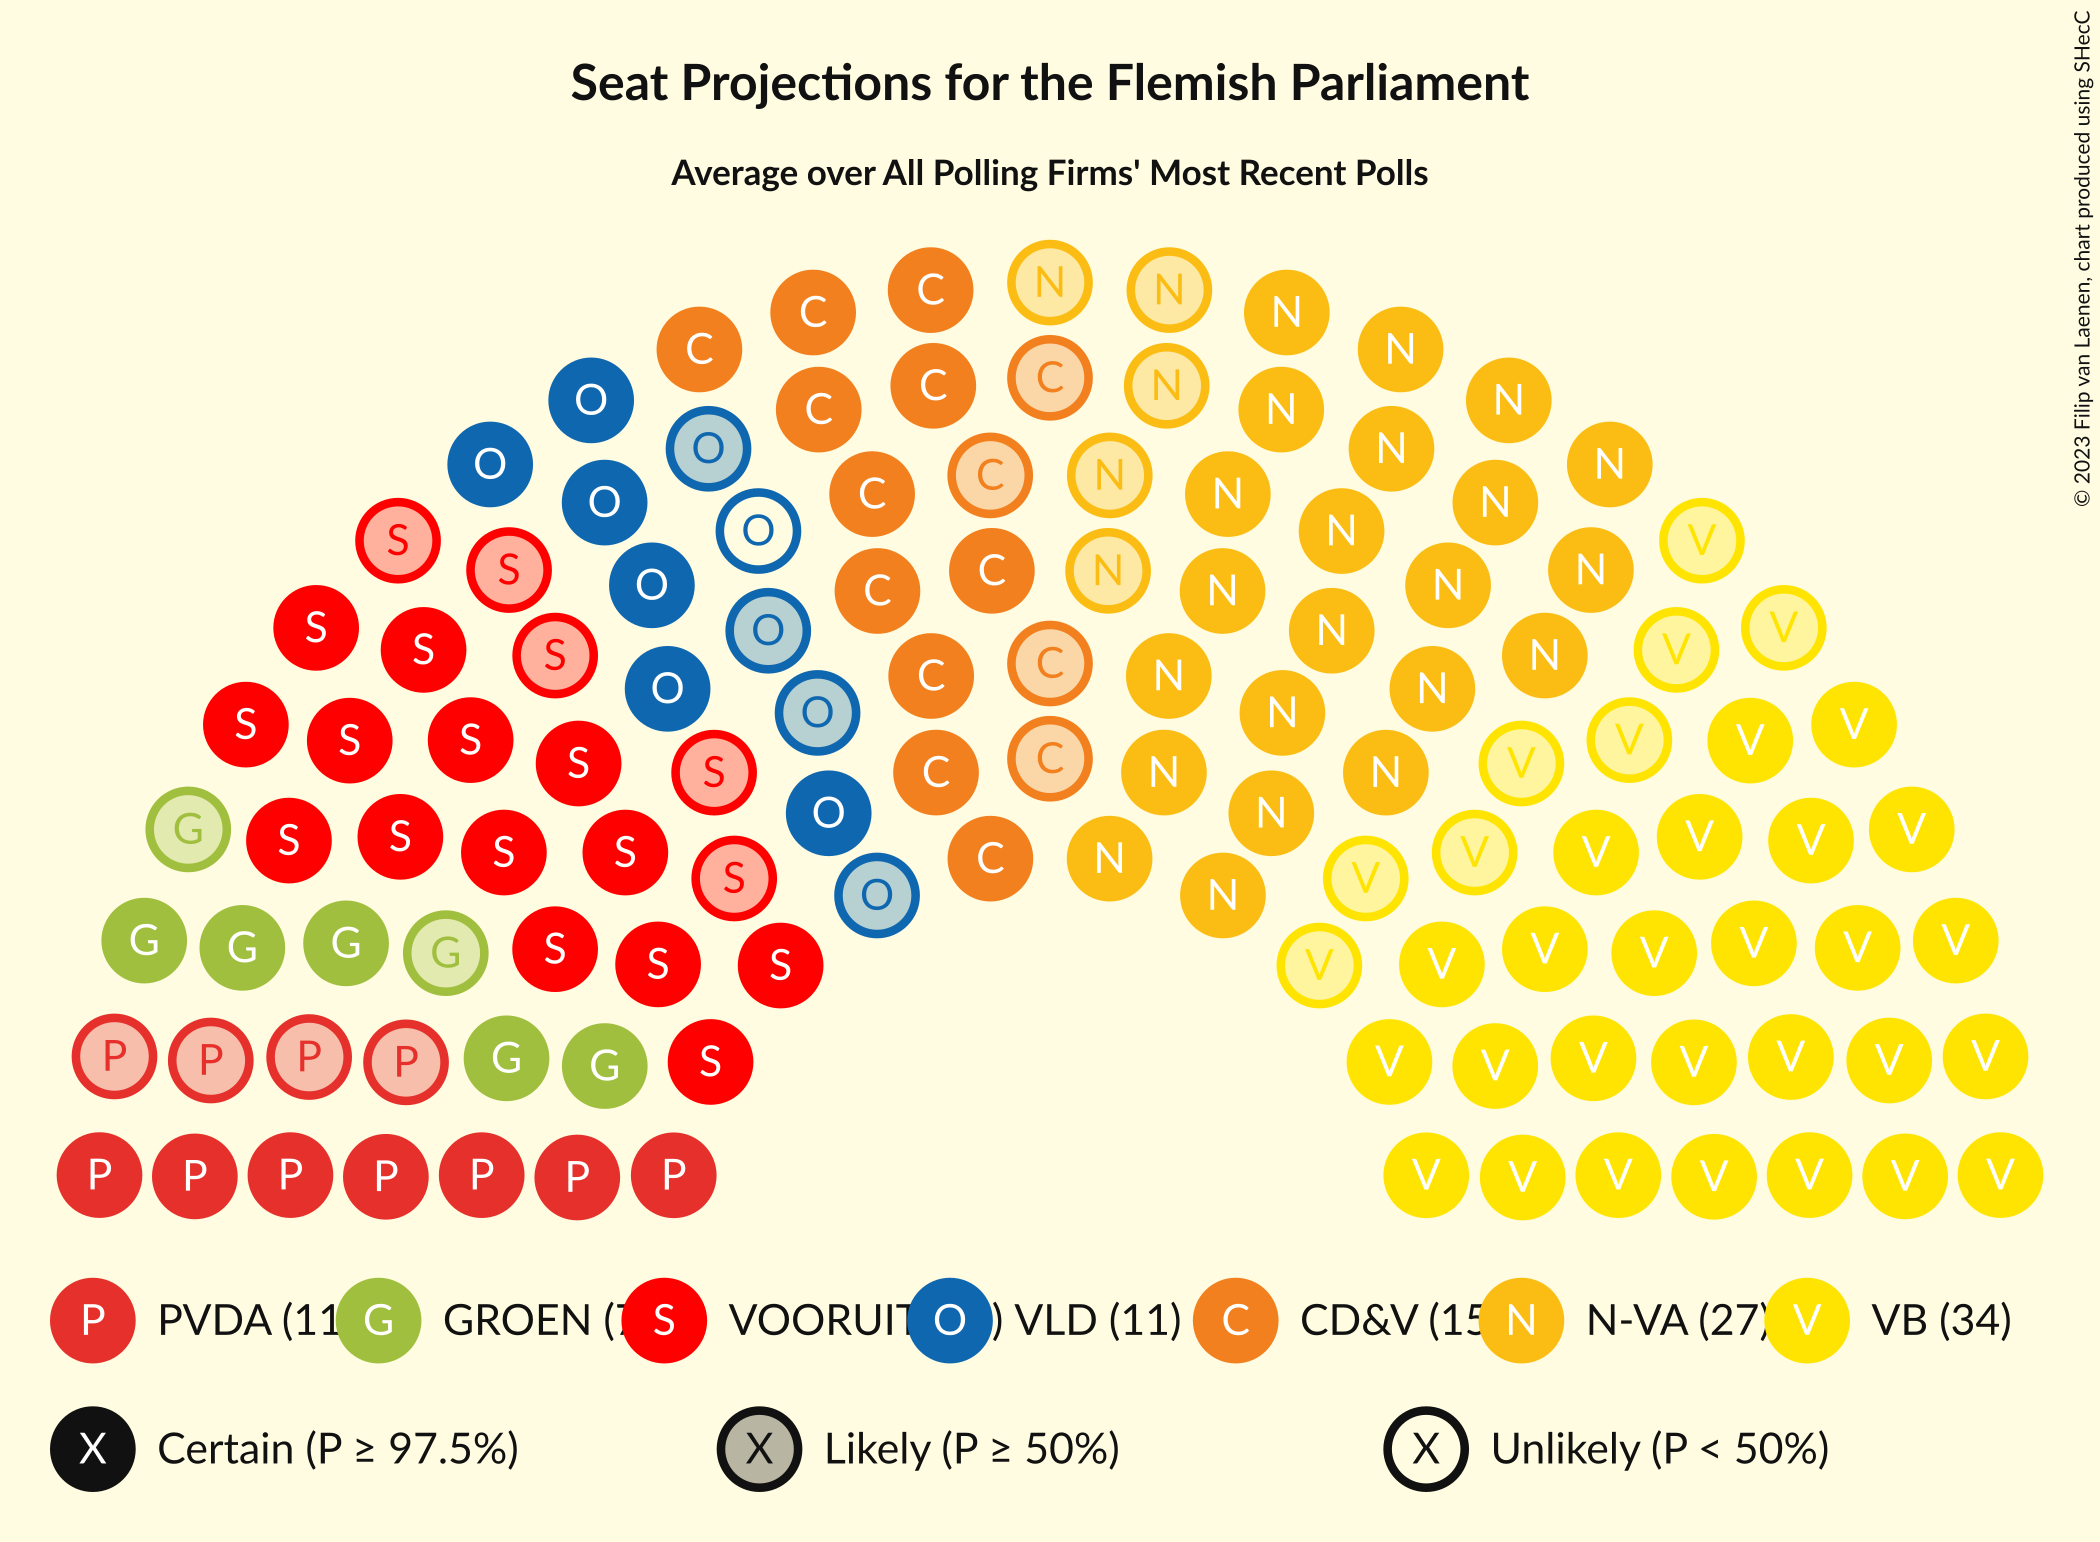 Seat Projections for the Flemish Parliament
Average over All Polling Firms' Most Recent Polls
© 2023 Filip van Laenen, chart produced using SHecC
N N
C N
C N
C N
C C
O N
C C
O N
C N
O N
C N
O C N N
O N
O C N N
S V
S C N N
O N
O C N N
S V
S O N V
S C N
O N
S V
S C N V
S O N V
S S V V
S S V V
S C N V
O N
G V
S S V V
S S V V
C N
S V
O N
G S V V
G G V V
G S V V
S S V V
P P P P G G S V V V V V V V
P P P P P P P V V V V V V V
P PVDA (11 G GROEN ( S VOORUIT O ) VLD (11) C CD&V (15 N N-VA (27) V VB (34)
X Certain (P ≥ 97.5%) X Likely (P ≥ 50%) X Unlikely (P < 50%)